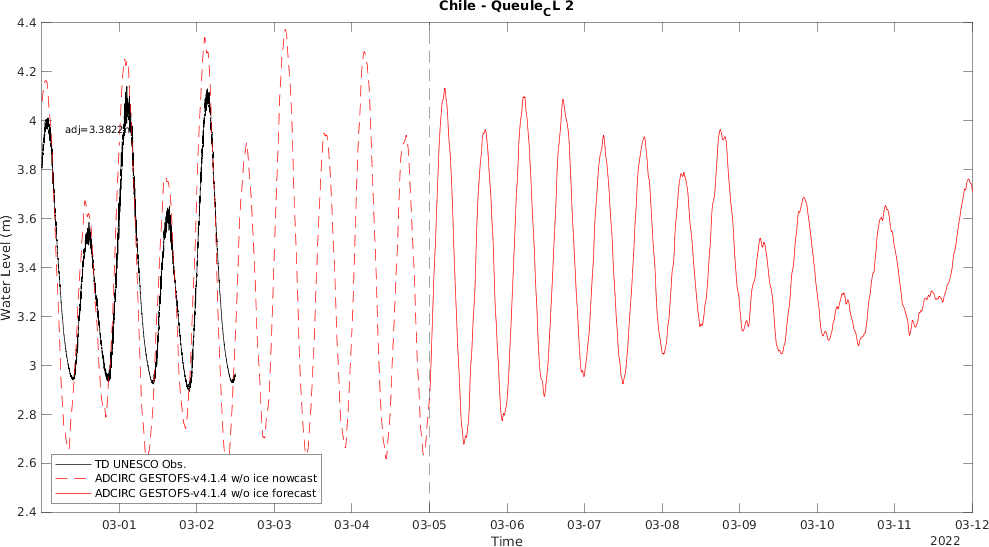 Chile - Queule_CL 2
4.4
4.2
4
3.8
3.6
3.4
3.2
3
2.8
2.6
2.4
Water Level (m)
adj=3.3822m
TD UNESCO Obs.
ADCIRC GESTOFS-v4.1.4 w/o ice nowcast
ADCIRC GESTOFS-v4.1.4 w/o ice forecast
03-01 03-02 03-03 03-04 03-05 03-06 03-07 03-08 03-09 03-10 03-11 03-12
Time
2022